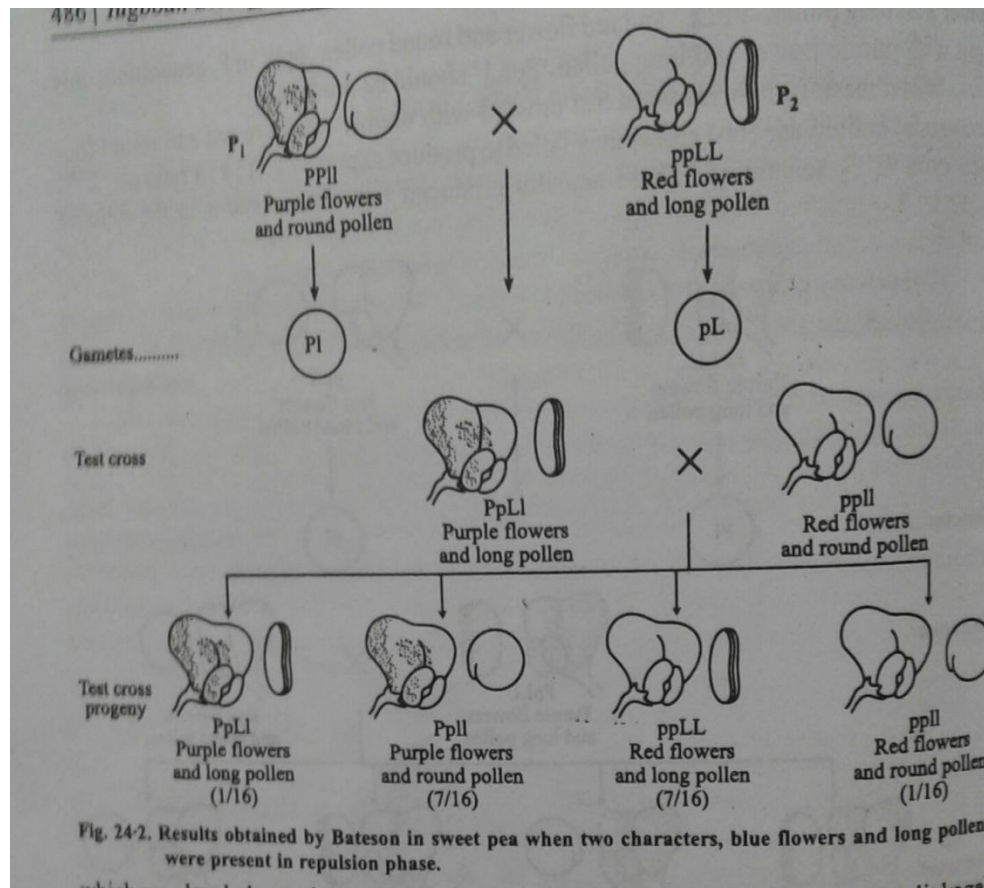 P1
PPll
Purple flowers
and round pollen
×
P2
ppLL
Red flowers
and long pollen
Gametes..........
Pl
pL
Test cross
PpLl
Purple flowers
and long pollen
×
ppll
Red flowers
and round pollen
Test cross
progeny
PpLl
Purple flowers
and long pollen
(1/16)
Ppll
Purple flowers
and round pollen
(7/16)
ppLL
Red flowers
and long pollen
(7/16)
ppll
Red flowers
and round pollen
(1/16)
Fig. 24-2. Results obtained by Bateson in sweet pea when two characters, blue flowers and long pollen
were present in repulsion phase.